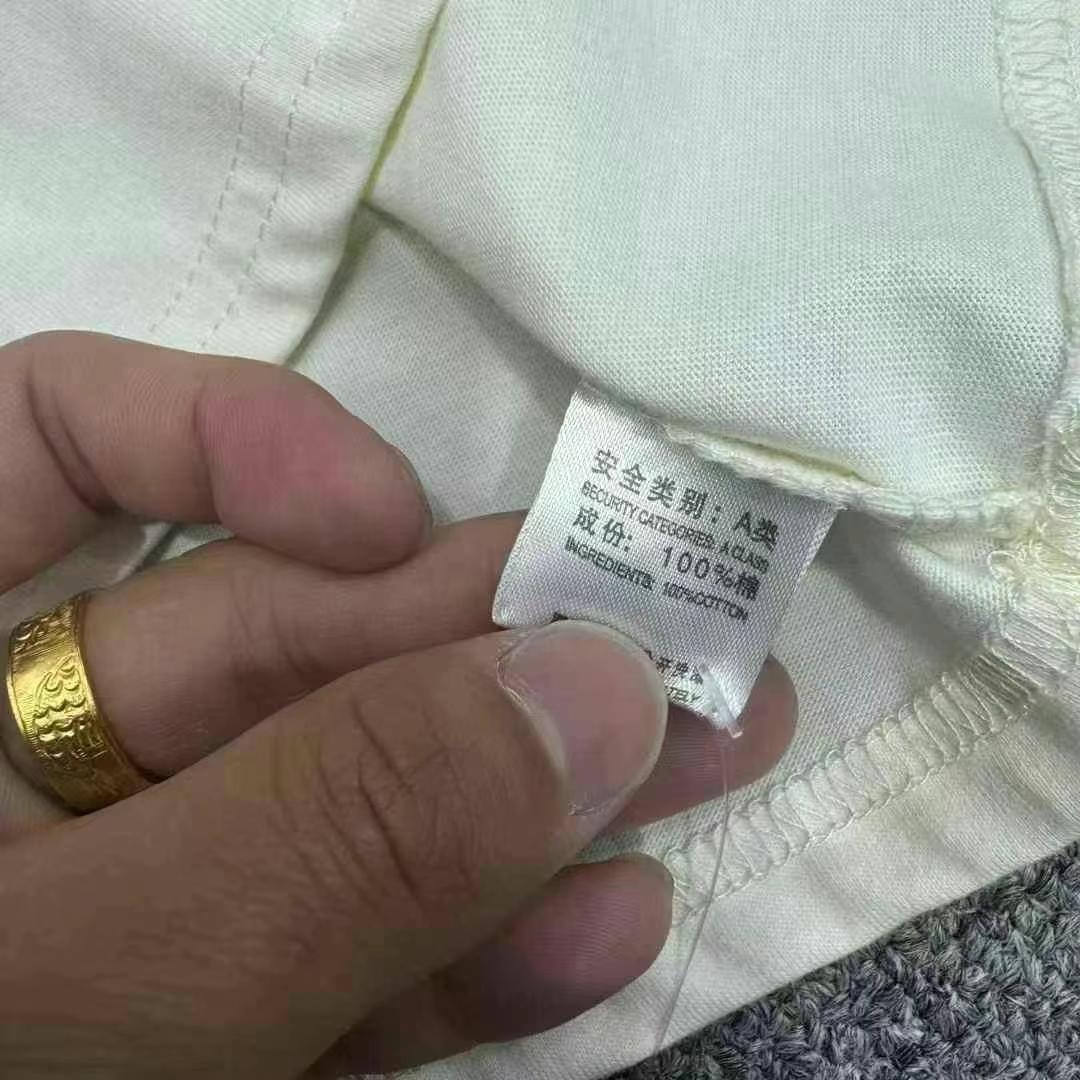 安全类别：A类
SECURITY CATEGORIES: A CLASS
成份：100%棉
INGREDIENTS: 100%COTTON